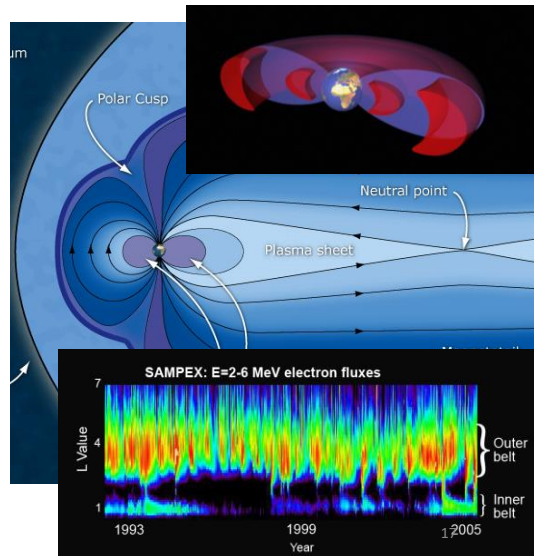 um
Polar Cusp
Neutral point
Plasma sheet
SAMPEX: E=2-6 MeV electron fluxes
7
L Value
4
Outer
belt
1
Inner
belt
1993
1999
17
2005
Year